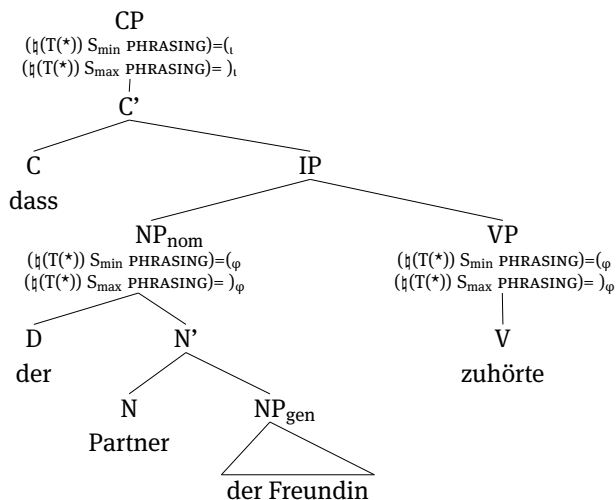 CP
(♮(T(*)) Smin PHRASING)=(ι
(♮(T(*)) Smax PHRASING)= )ι
C’
C IP
dass
NPnom VP
(♮(T(*)) Smin PHRASING)=(φ (♮(T(*)) Smin PHRASING)=(φ
(♮(T(*)) Smax PHRASING)= )φ (♮(T(*)) Smax PHRASING)= )φ
D N’ V
der zuhörte
N NPgen
Partner
der Freundin